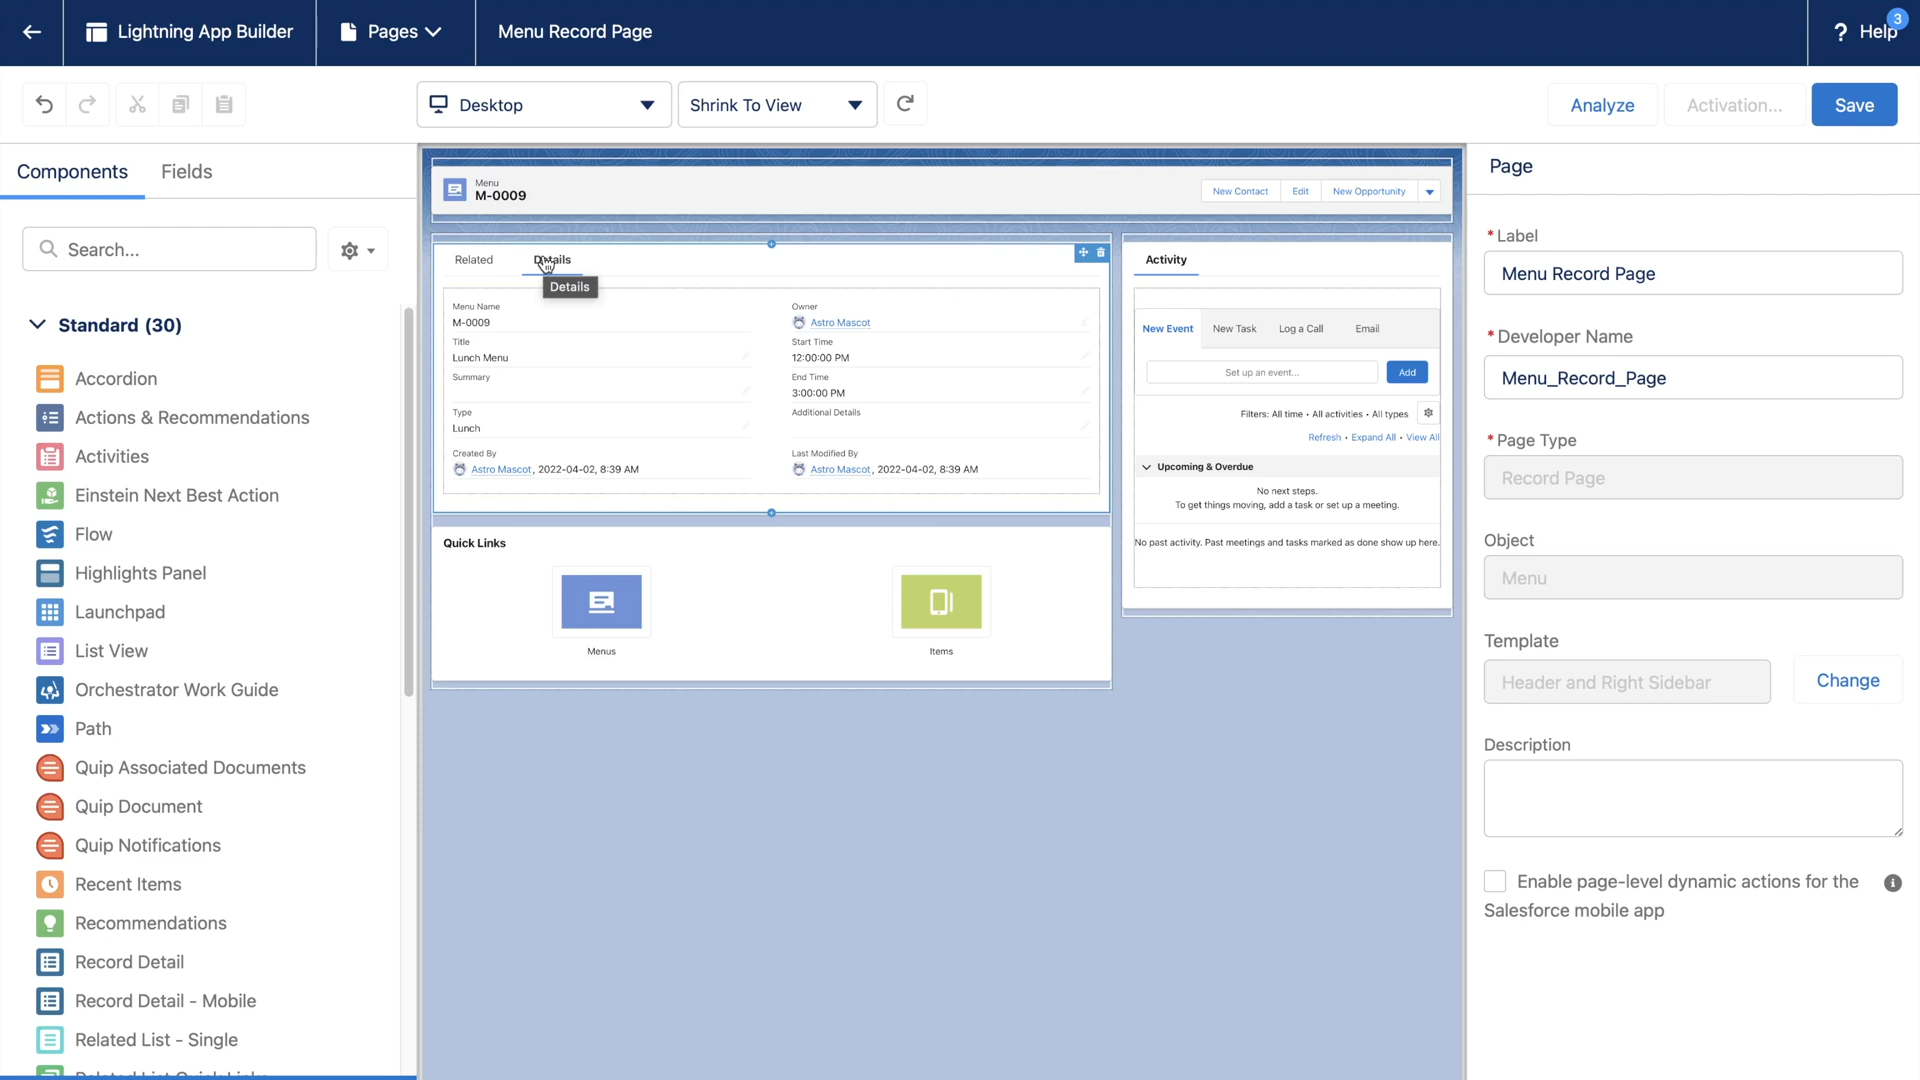 Lightning App Builder
Pages
Menu Record Page
? Help
3
Desktop
Shrink To View
Analyze
Activation...
Save
Components
Fields
Search...
Standard (30)
Accordion
Actions & Recommendations
Activities
Einstein Next Best Action
Flow
Highlights Panel
Launchpad
List View
Orchestrator Work Guide
Path
Quip Associated Documents
Quip Document
Quip Notifications
Recent Items
Recommendations
Record Detail
Record Detail - Mobile
Related List - Single
Menu
M-0009
New Contact
Edit
New Opportunity
Related
Details
Details
Menu Name
M-0009
Owner
Astro Mascot
Title
Lunch Menu
Start Time
12:00:00 PM
Summary
End Time
3:00:00 PM
Type
Lunch
Additional Details
Created By
Astro Mascot, 2022-04-02, 8:39 AM
Last Modified By
Astro Mascot, 2022-04-02, 8:39 AM
Quick Links
Menus
Items
Activity
New Event
New Task
Log a Call
Email
Set up an event...
Add
Filters: All time • All activities • All types
Refresh • Expand All • View All
Upcoming & Overdue
No next steps.
To get things moving, add a task or set up a meeting.
No past activity. Past meetings and tasks marked as done show up here.
Page
* Label
Menu Record Page
* Developer Name
Menu_Record_Page
* Page Type
Record Page
Object
Menu
Template
Header and Right Sidebar
Change
Description
Enable page-level dynamic actions for the
Salesforce mobile app